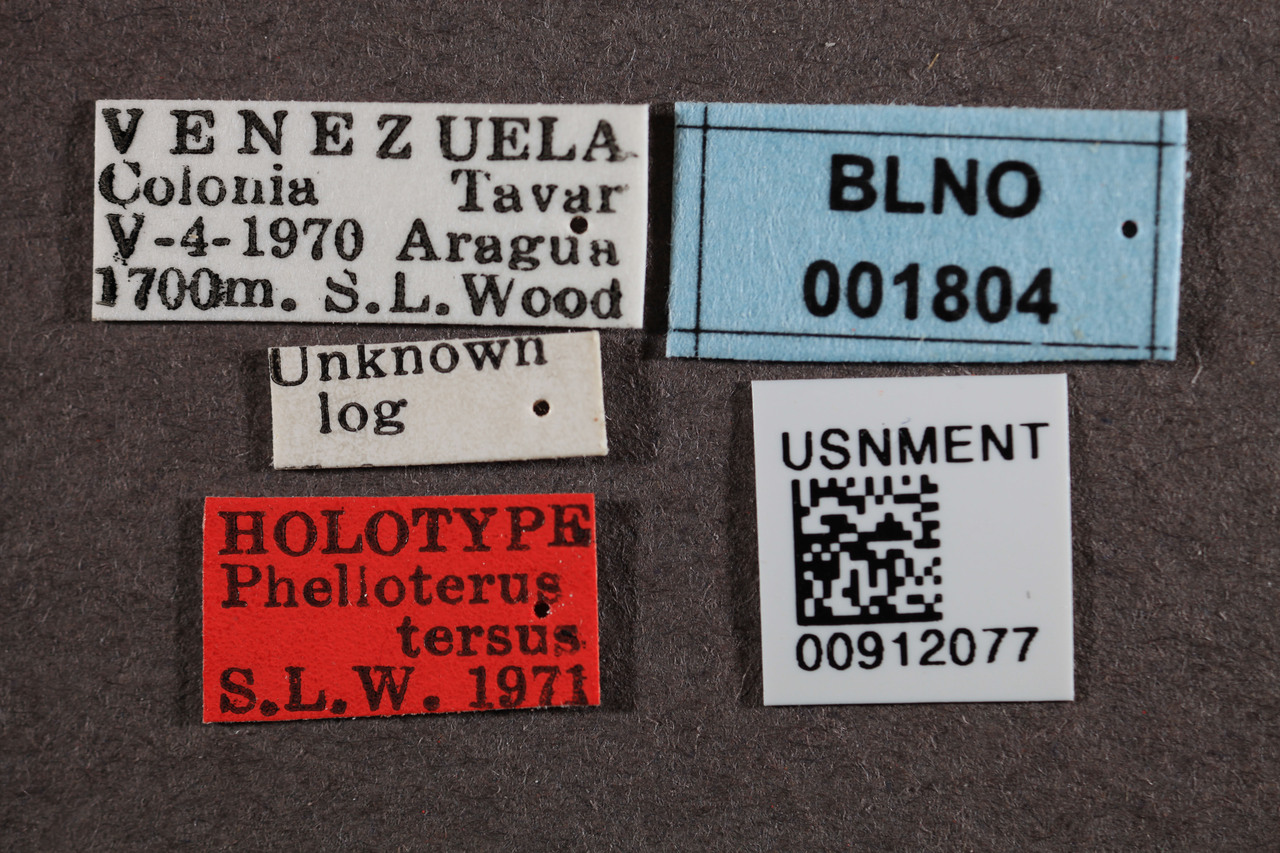 VENEZUELA
Colonia Tavar
V-4-1970 Aragua
1700m. S.L.Wood
BLNO
001804
Unknown
log
HOLOTYPE
Phelloterus
tersus
S.L.W. 1971
USNMENT
00912077